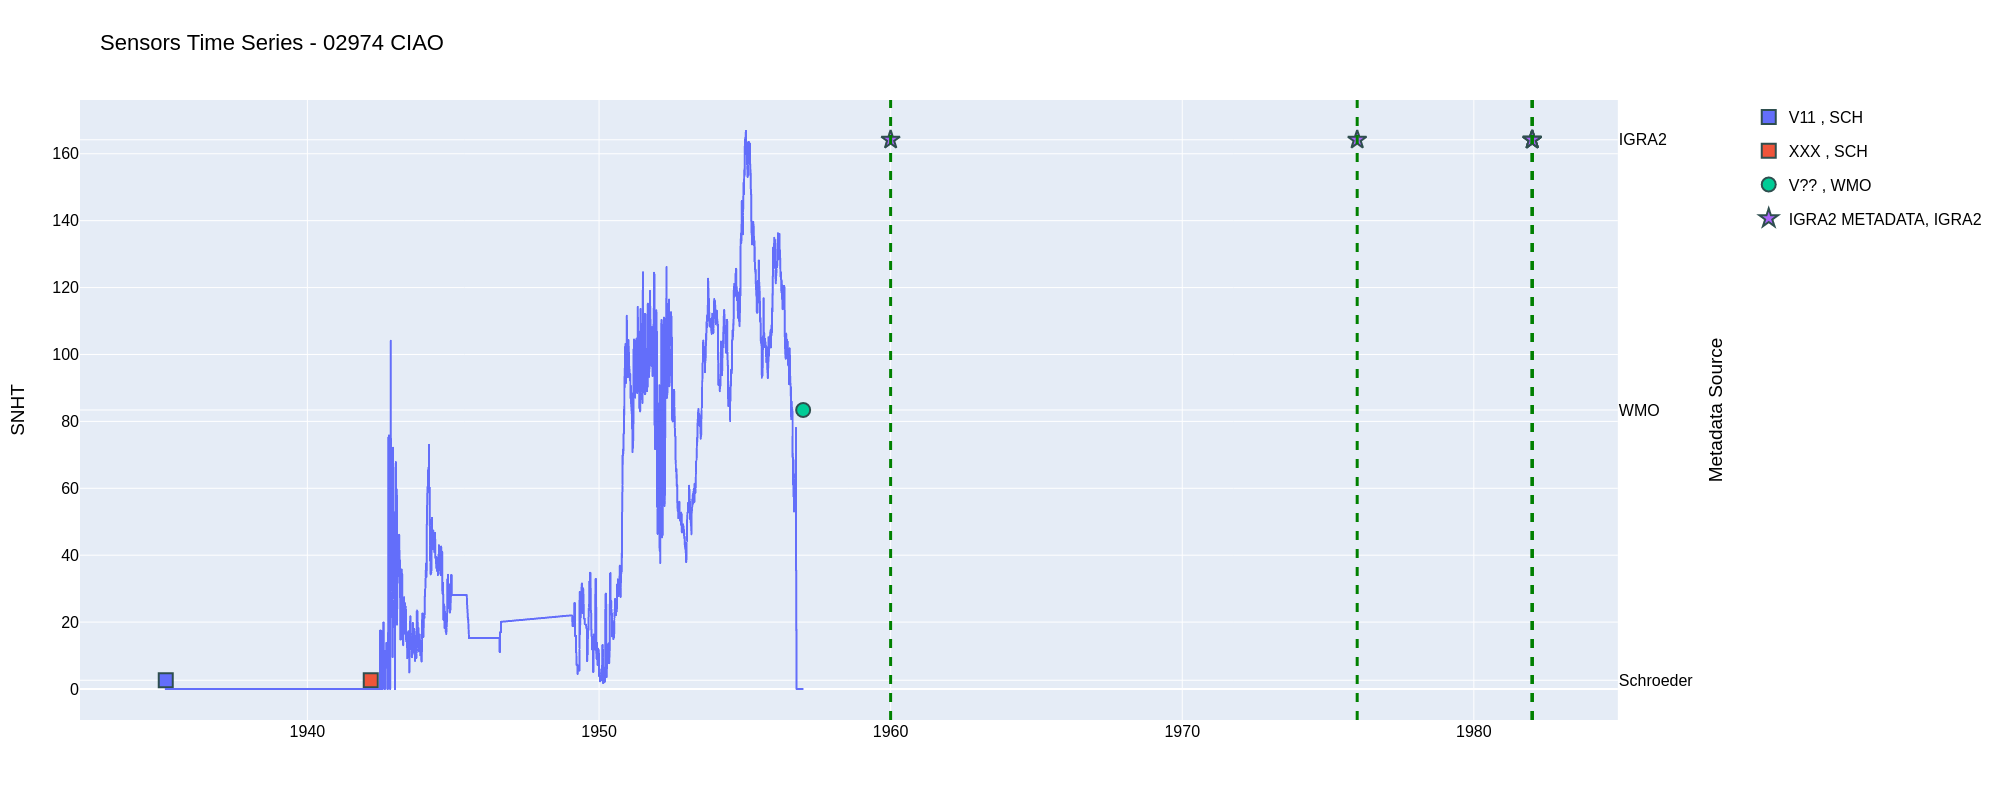 Sensors Time Series - 02974 CIAO
SNHT
160
140
120
100
80
60
40
20
0
1940
1950
1960
1970
1980
IGRA2
WMO
Schroeder
Metadata Source
V11 , SCH
XXX , SCH
V?? , WMO
IGRA2 METADATA, IGRA2